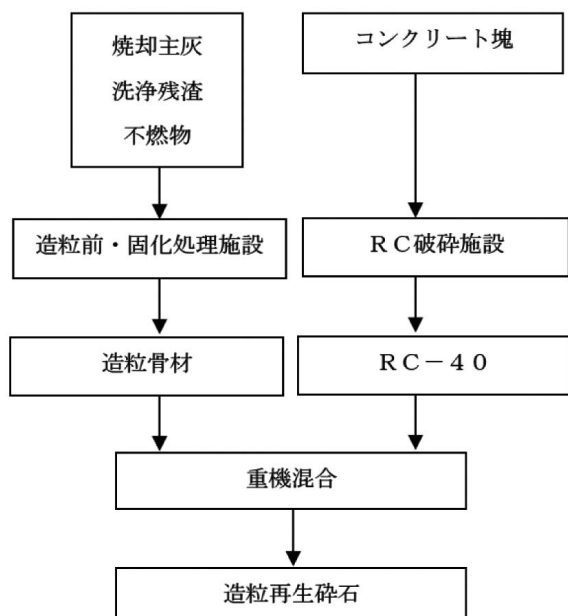 焼却主灰
洗浄残渣
不燃物
コンクリート塊
造粒前・固化処理施設
ＲＣ破砕施設
造粒骨材
ＲＣ－４０
重機混合
造粒再生砕石